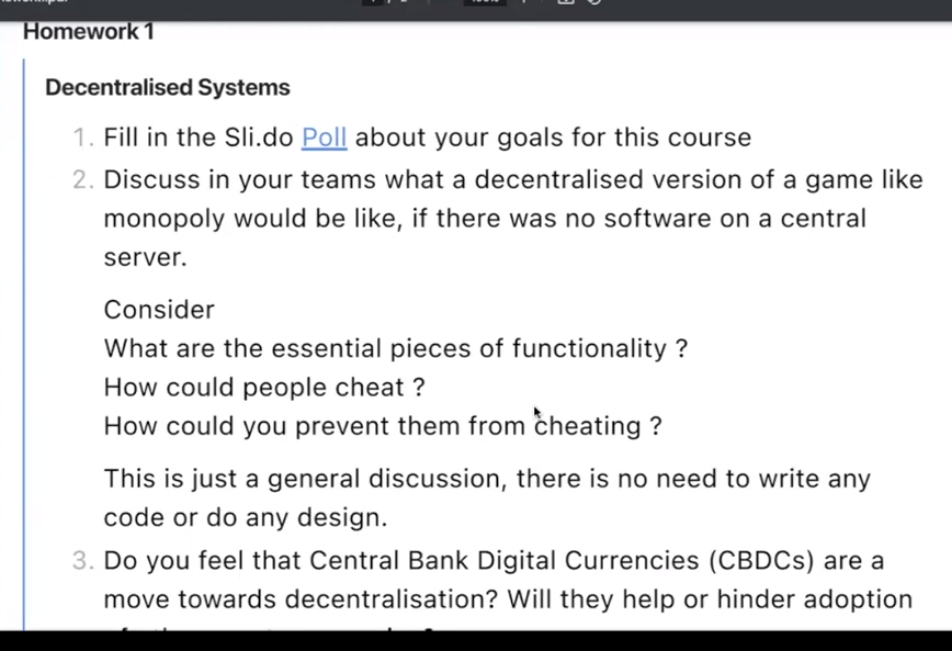 Homework 1
Decentralised Systems
1. Fill in the Sli.do Poll about your goals for this course
2. Discuss in your teams what a decentralised version of a game like
monopoly would be like, if there was no software on a central
server.
Consider
What are the essential pieces of functionality ?
How could people cheat ?
How could you prevent them from cheating ?
This is just a general discussion, there is no need to write any
code or do any design.
3. Do you feel that Central Bank Digital Currencies (CBDCs) are a
move towards decentralisation? Will they help or hinder adoption